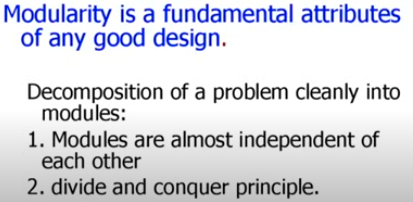 Modularity is a fundamental attributes
of any good design.
Decomposition of a problem cleanly into
modules:
1. Modules are almost independent of
each other
2. divide and conquer principle.